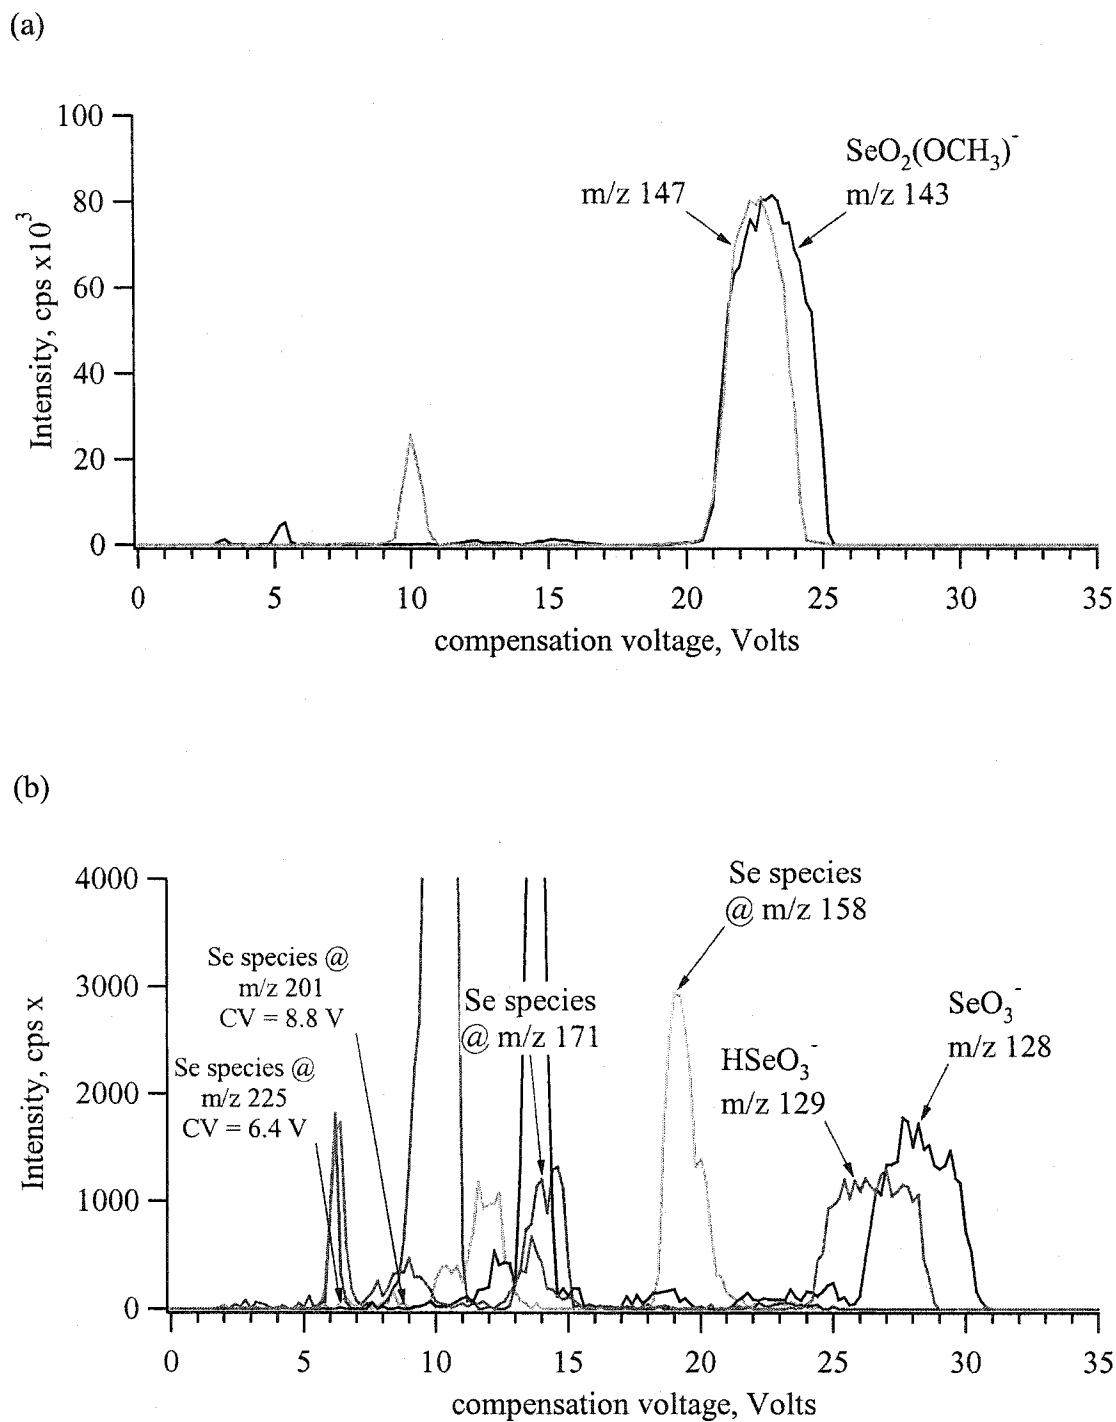 (a)
100
80
60
40
20
0
Intensity, cps x10³
SeO₂(OCH₃)⁻
m/z 147
m/z 143
0 5 10 15 20 25 30 35
compensation voltage, Volts
(b)
4000
3000
2000
1000
0
Intensity, cps x
Se species
@ m/z 158
Se species @
m/z 201
CV = 8.8 V
Se species
@ m/z 171
SeO₃⁻
m/z 128
HSeO₃⁻
m/z 129
Se species @
m/z 225
CV = 6.4 V
0 5 10 15 20 25 30 35
compensation voltage, Volts